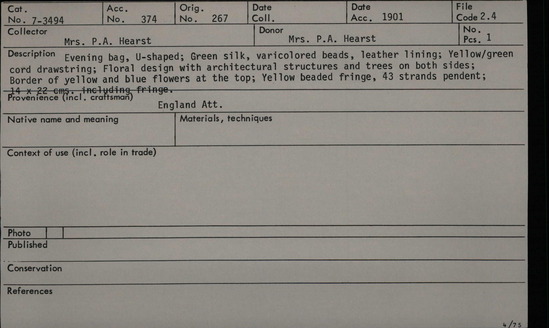 Cat. No. 7-3494 Acc. No. 374 Orig. No. 267 Date Coll. Date Acc. 1901 File Code 2.4
Collector Mrs. P.A. Hearst Donor Mrs. P.A. Hearst No. Pcs. 1
Description Evening bag, U-shaped; Green silk, varicolored beads, leather lining; Yellow/green
cord drawstring; Floral design with architectural structures and trees on both sides;
Border of yellow and blue flowers at the top; Yellow beaded fringe, 43 strands pendent;
14 x 22 cms. including fringe.
Provenience (incl. craftsman) England Att.
Native name and meaning Materials, techniques
Context of use (incl. role in trade)
Photo
Published
Conservation
References
4/75